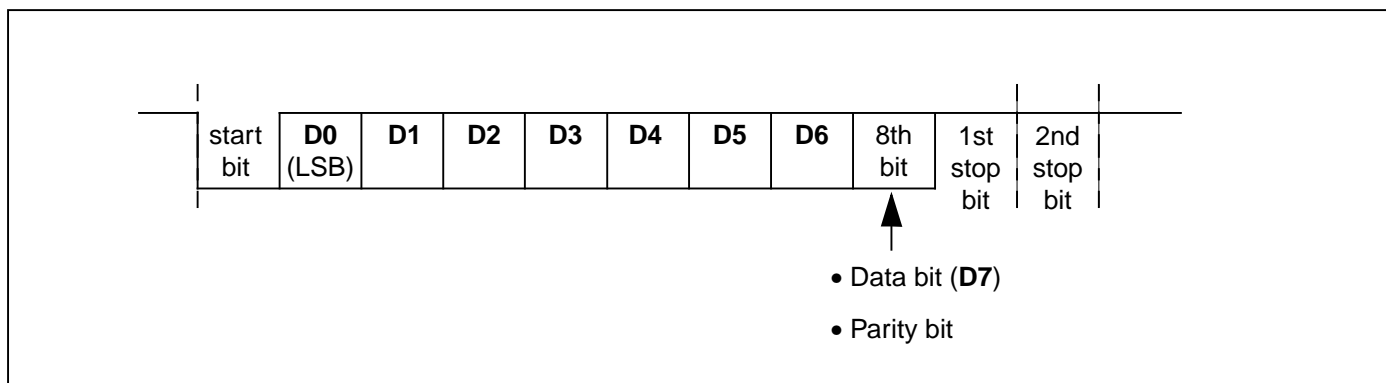 start bit
D0 (LSB)
D1
D2
D3
D4
D5
D6
8th bit
1st stop bit
2nd stop bit
• Data bit (D7)
• Parity bit